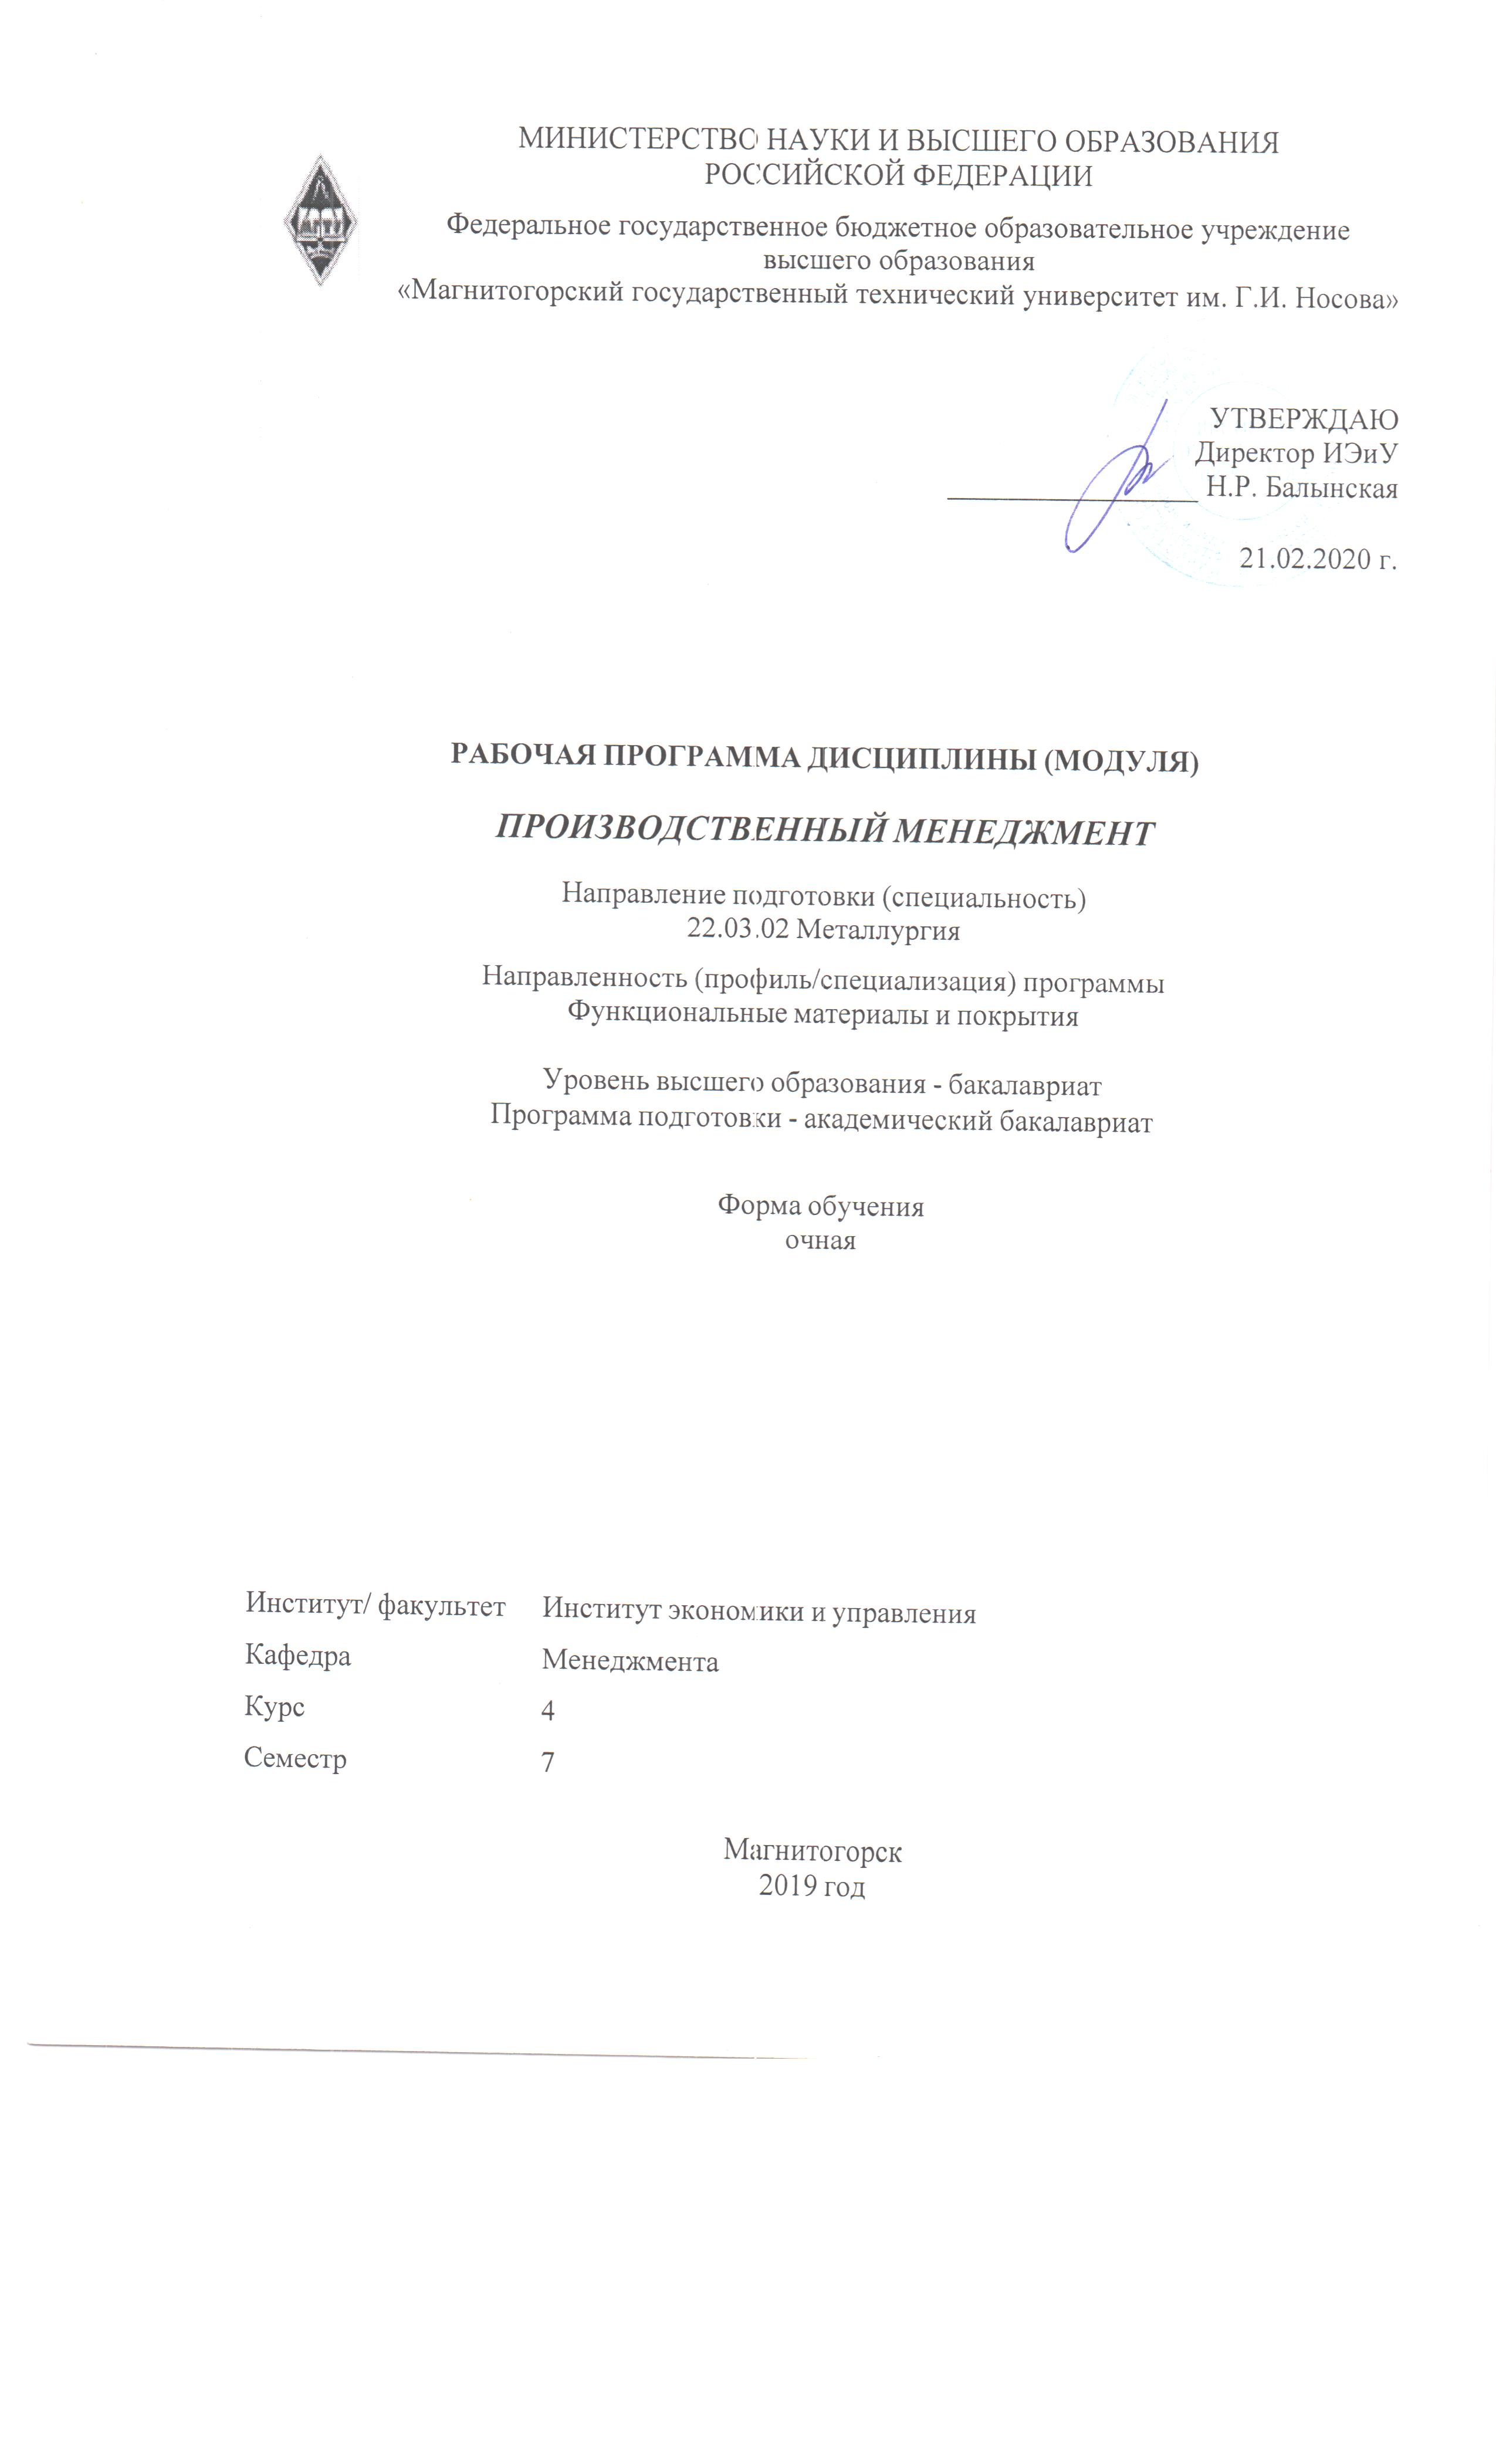 МИНИСТЕРСТВО НАУКИ И ВЫСШЕГО ОБРАЗОВАНИЯ
РОССИЙСКОЙ ФЕДЕРАЦИИ
Федеральное государственное бюджетное образовательное учреждение
высшего образования
«Магнитогорский государственный технический университет им. Г.И. Носова»
УТВЕРЖДАЮ
Директор ИЭиУ
Н.Р. Балынская
21.02.2020 г.
РАБОЧАЯ ПРОГРАММА ДИСЦИПЛИНЫ (МОДУЛЯ)
ПРОИЗВОДСТВЕННЫЙ МЕНЕДЖМЕНТ
Направление подготовки (специальность)
22.03.02 Металлургия
Направленность (профиль/специализация) программы
Функциональные материалы и покрытия
Уровень высшего образования - бакалавриат
Программа подготовки - академический бакалавриат
Форма обучения
очная
Институт/ факультет Институт экономики и управления
Кафедра Менеджмента
Курс 4
Семестр 7
Магнитогорск
2019 год